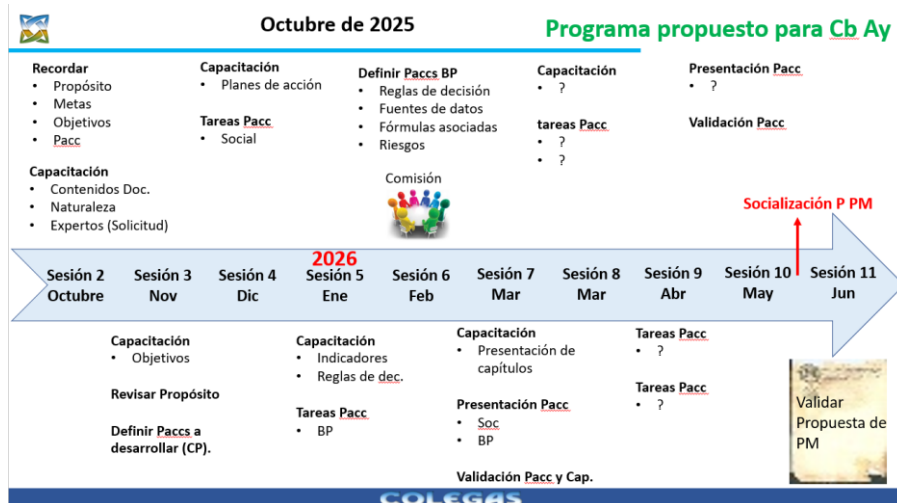 Octubre de 2025
Programa propuesto para Cb Ay
Recordar
• Propósito
• Metas
• Objetivos
• Pacc
Capacitación
• Contenidos Doc.
• Naturaleza
• Expertos (Solicitud)
Capacitación
• Planes de acción
Tareas Pacc
• Social
Definir Paccs BP
• Reglas de decisión
• Fuentes de datos
• Fórmulas asociadas
• Riesgos
Comisión
Capacitación
• ?
tareas Pacc
• ?
• ?
Presentación Pacc
• ?
Validación Pacc
Socialización P PM
2026
Sesión 2
Octubre
Sesión 3
Nov
Sesión 4
Dic
Sesión 5
Ene
Sesión 6
Feb
Sesión 7
Mar
Sesión 8
Mar
Sesión 9
Abr
Sesión 10
May
Sesión 11
Jun
Capacitación
• Objetivos
Revisar Propósito
Definir Paccs a
desarrollar (CP).
Capacitación
• Indicadores
• Reglas de dec.
Tareas Pacc
• BP
Capacitación
• Presentación de
capítulos
Presentación Pacc
• Soc
• BP
Validación Pacc y Cap.
Tareas Pacc
• ?
Tareas Pacc
• ?
Validar
Propuesta de
PM
COLEGAS